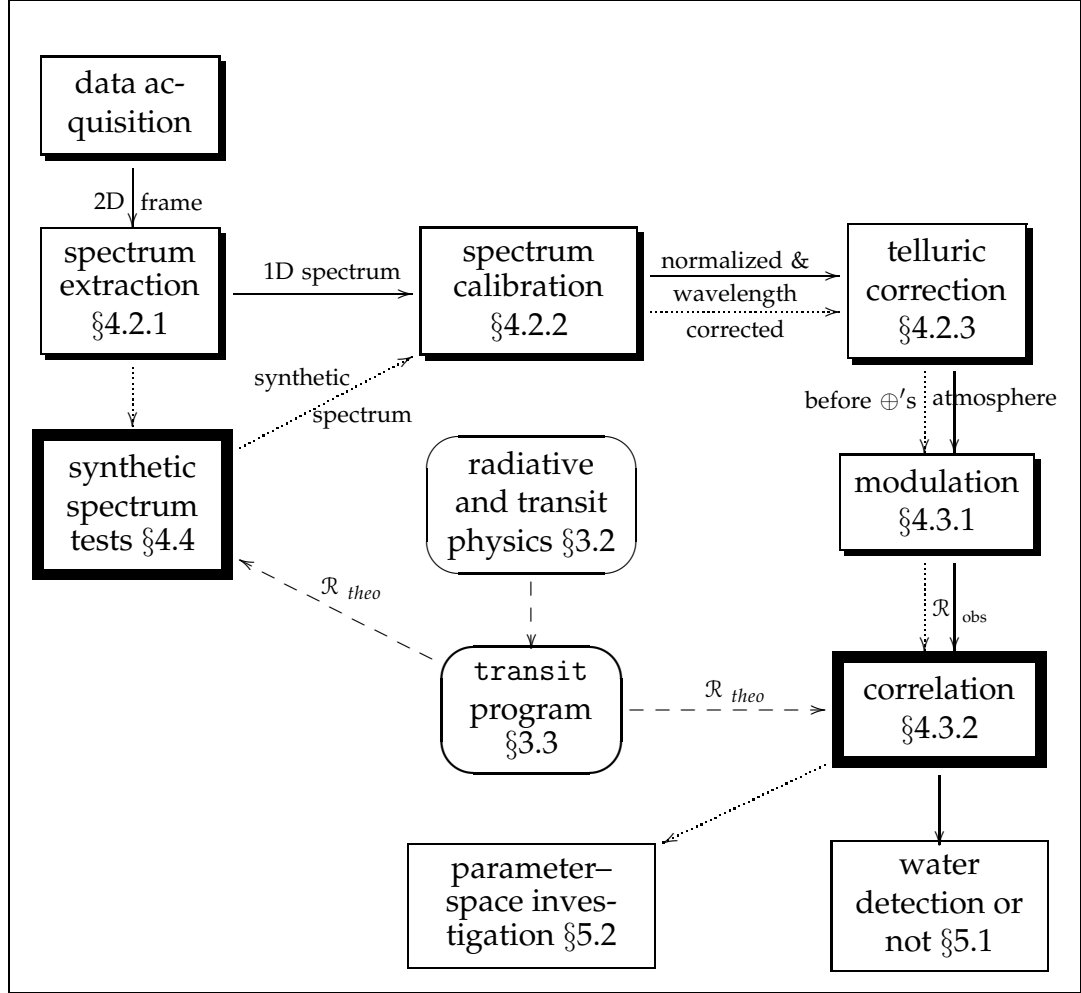 data ac-
quisition
2D frame
spectrum
extraction
§4.2.1
1D spectrum
spectrum
calibration
§4.2.2
normalized &
wavelength
corrected
telluric
correction
§4.2.3
synthetic
spectrum
before ⊕'s atmosphere
synthetic
spectrum
tests §4.4
radiative
and transit
physics §3.2
modulation
§4.3.1
ℛ theo
ℛ obs
transit
program
§3.3
ℛ theo
correlation
§4.3.2
parameter–
space inves-
tigation §5.2
water
detection or
not §5.1